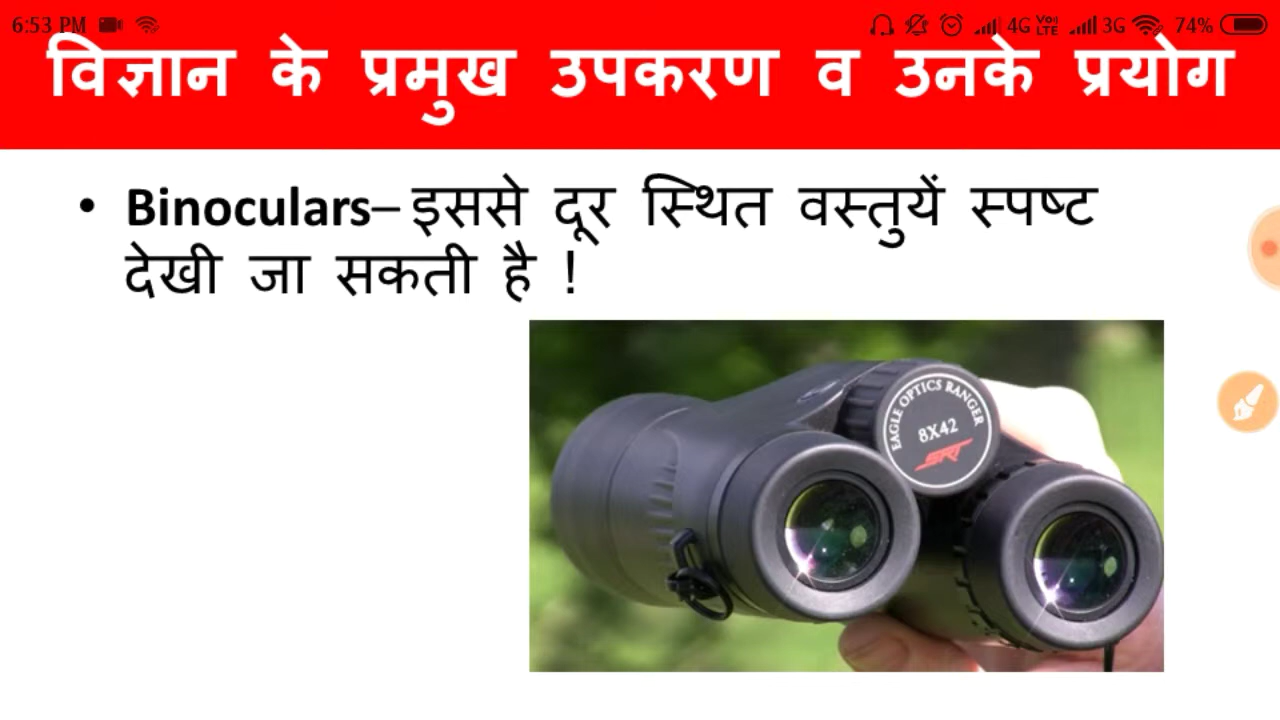 6:53 PM 4G VoLTE 3G 74%
विज्ञान के प्रमुख उपकरण व उनके प्रयोग
• Binoculars– इससे दूर स्थित वस्तुयें स्पष्ट
देखी जा सकती है !
EAGLE OPTICS RANGER
8X42
SRT